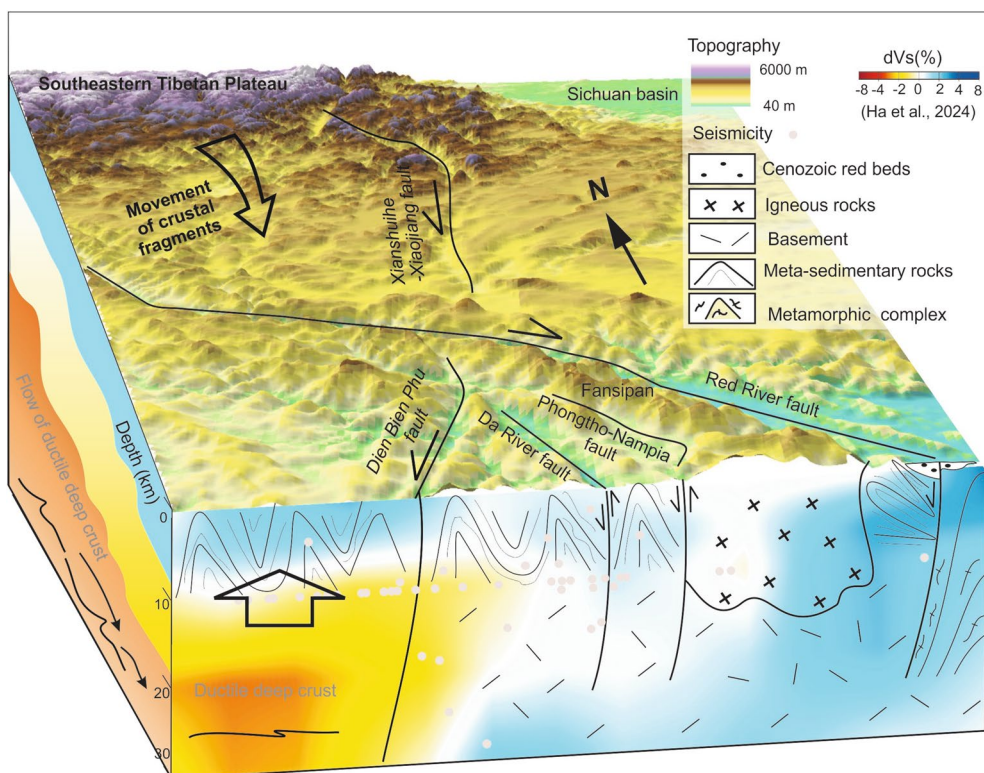 Southeastern Tibetan Plateau
Sichuan basin
Topography
6000 m
40 m
dVs(%)
-8 -4 -2 0 2 4 8
(Ha et al., 2024)
Seismicity
Cenozoic red beds
Igneous rocks
Basement
Meta-sedimentary rocks
Metamorphic complex
Movement
of crustal
fragments
Xianshuihe
-Xiaojiang fault
N
Red River fault
Fansipan
Phongtho-Nampia
fault
Da River fault
Dien Bien Phu
fault
Flow of ductile deep crust
Depth (km)
0
10
20
30
Ductile deep crust